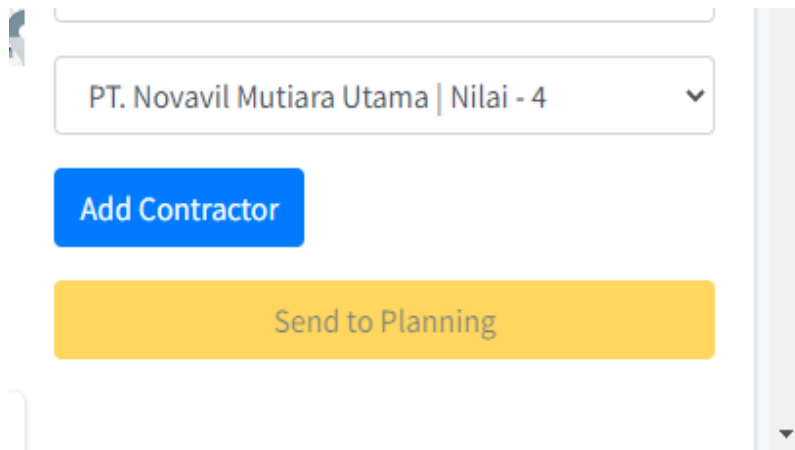 PT. Novavil Mutiara Utama | Nilai - 4
Add Contractor
Send to Planning